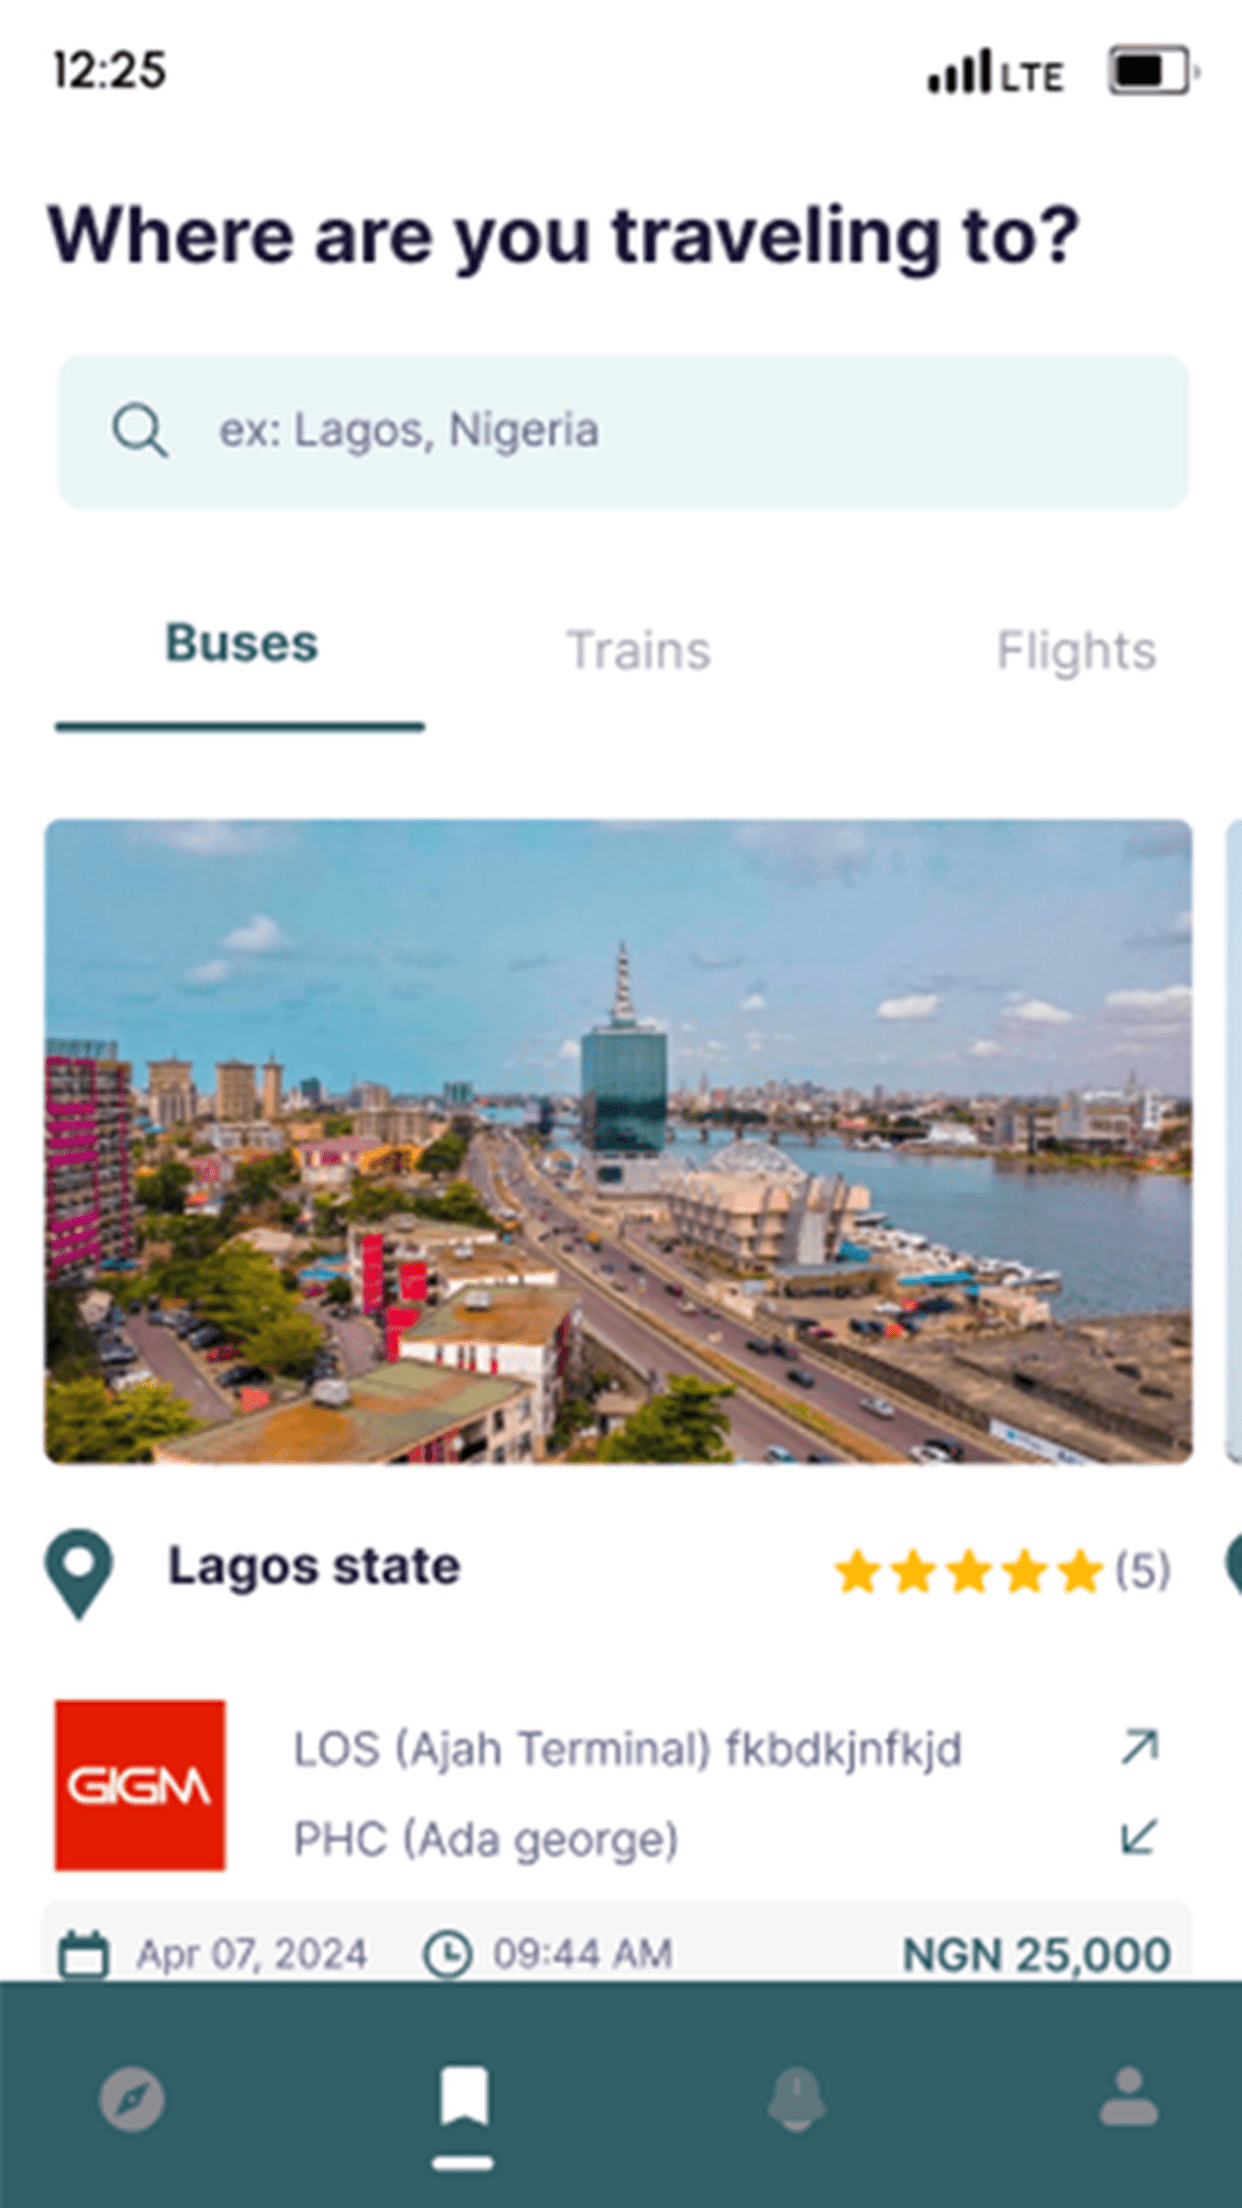 12:25
LTE
Where are you traveling to?
ex: Lagos, Nigeria
Buses
Trains
Flights
Lagos state
(5)
GIGM
LOS (Ajah Terminal) fkbdkjnfkjd
PHC (Ada george)
Apr 07, 2024
09:44 AM
NGN 25,000